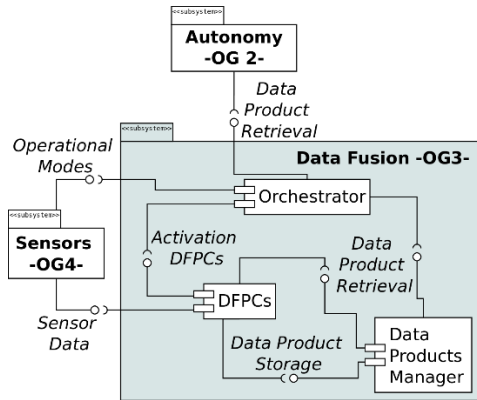 <<subsystem>>
Autonomy
-OG 2-
Data
Product
Retrieval
<<subsystem>>
Operational
Modes
Data Fusion -OG3-
Orchestrator
<<subsystem>>
Sensors
-OG4-
Activation
DFPCs
Data
Product
Retrieval
DFPCs
Sensor
Data
Data Product
Storage
Data
Products
Manager